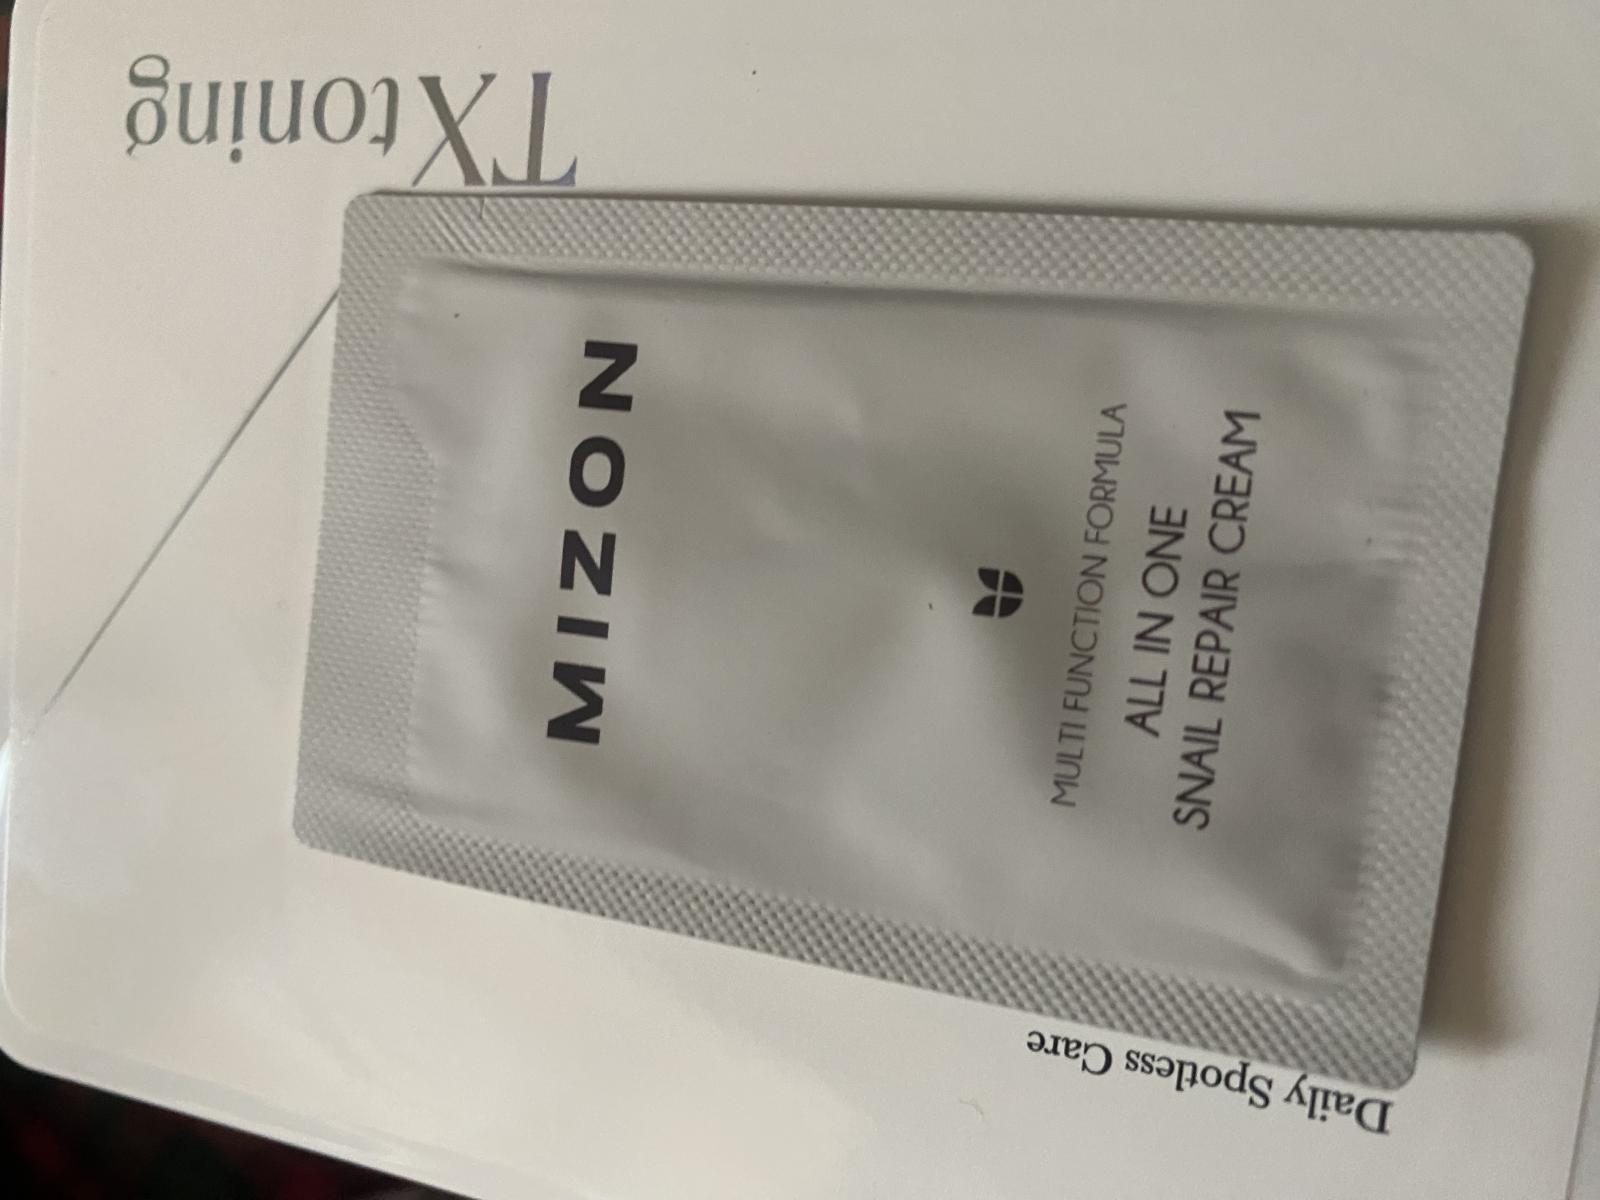 TXtoning
MIZON
MULTI FUNCTION FORMULA
ALL IN ONE
SNAIL REPAIR CREAM
Daily Spotless Care